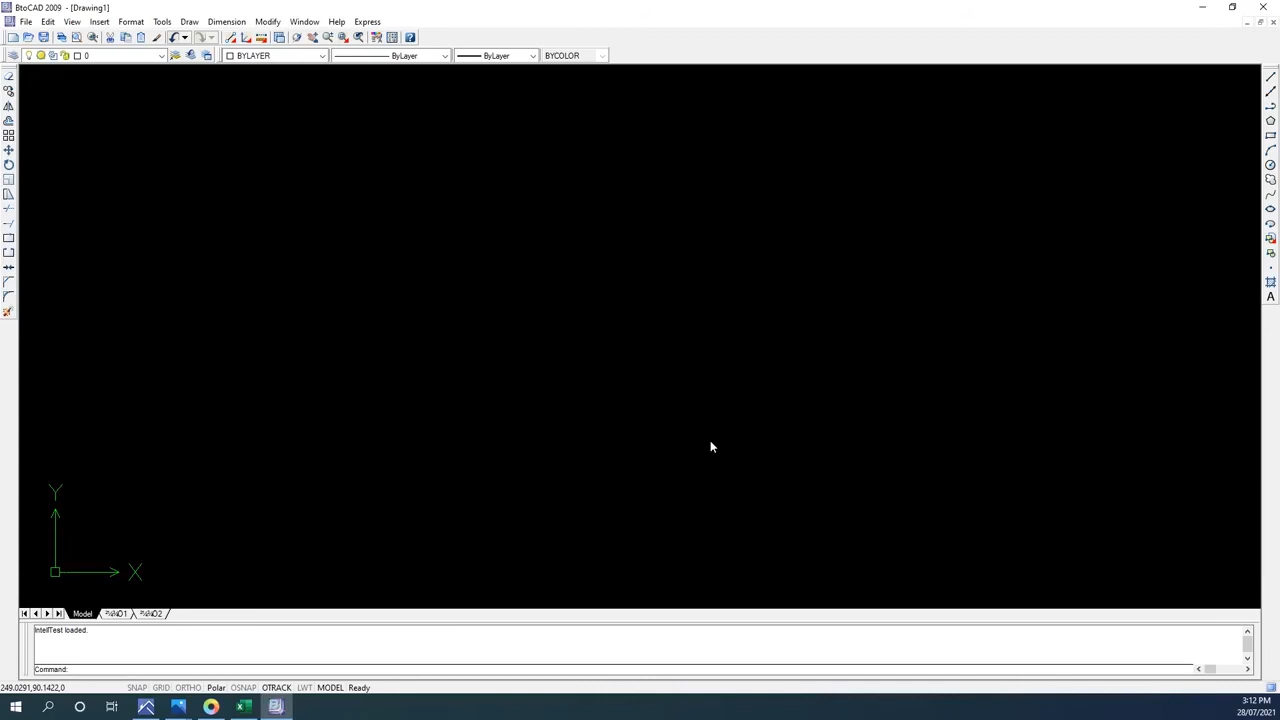 BtoCAD 2009 - [Drawing1]
File Edit View Insert Format Tools Draw Dimension Modify Window Help Express
0 BYLAYER ByLayer ByLayer BYCOLOR
A
Y
X
Model
IntellTest loaded.
Command:
249.0291,90.1422,0 SNAP GRID ORTHO Polar OSNAP OTRACK LWT MODEL Ready
3:12 PM
28/07/2021